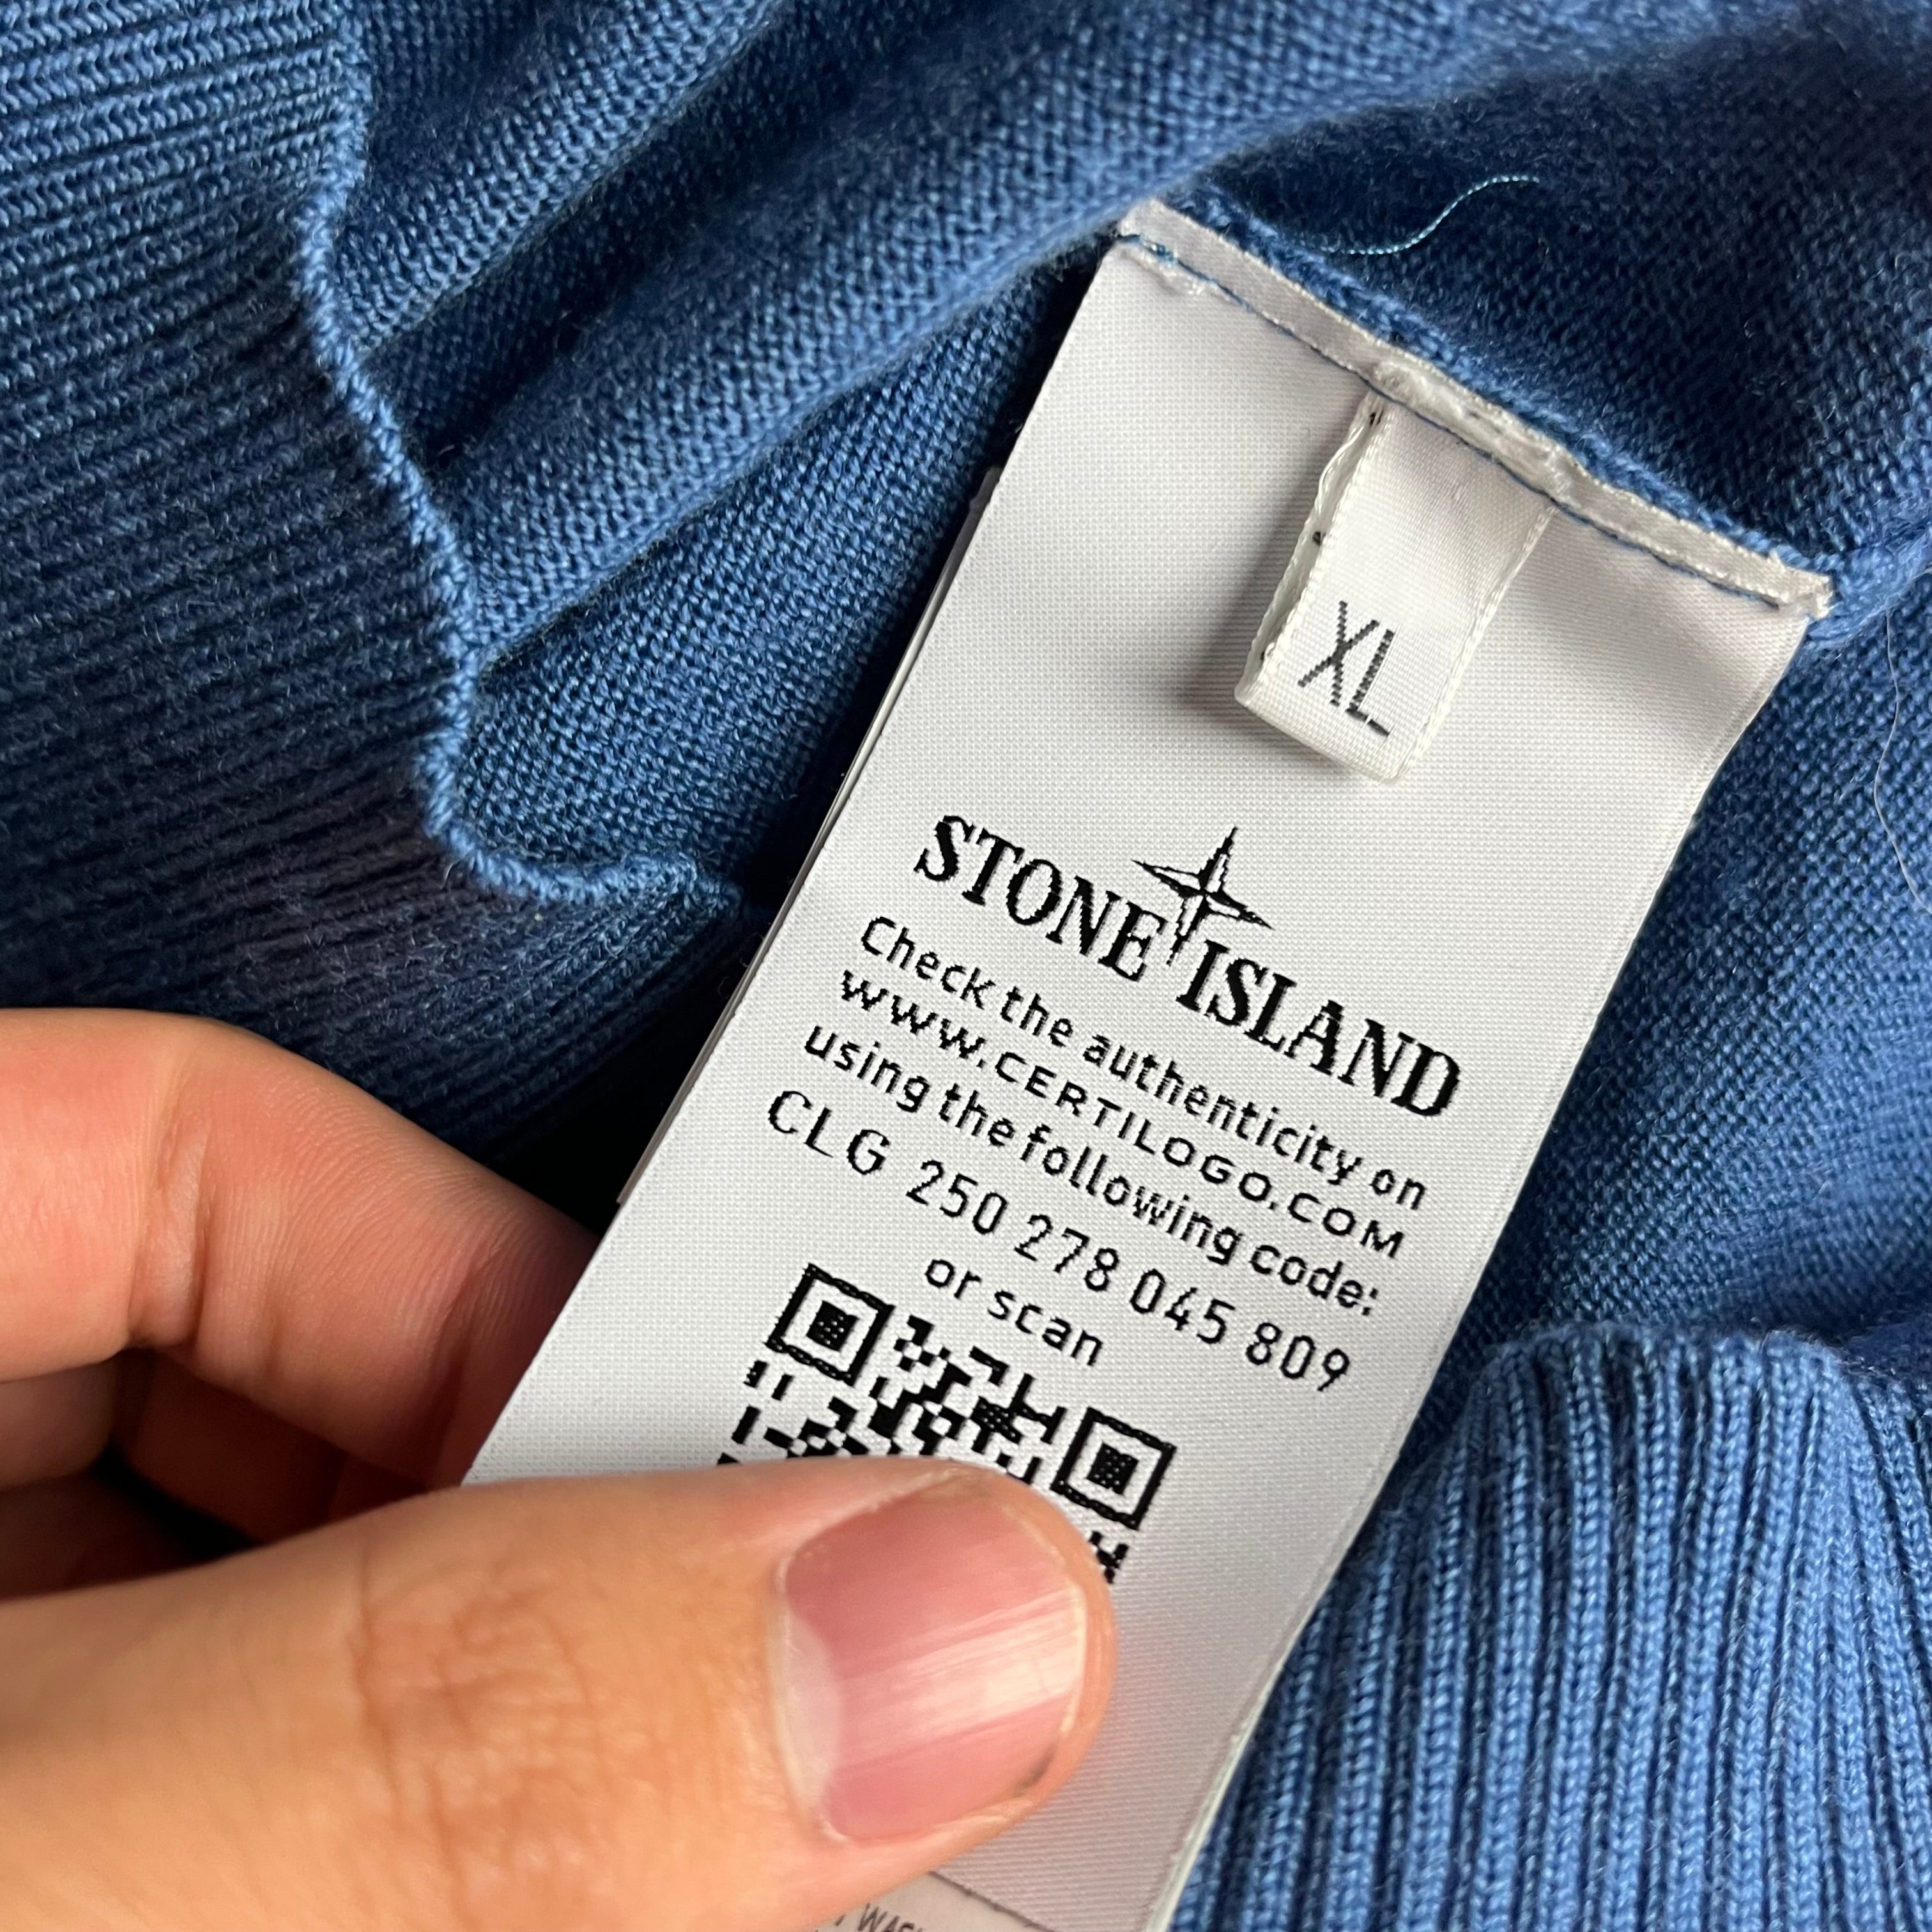 XL
STONE ISLAND
Check the authenticity on
www.CERTILOGO.COM
using the following code:
CLG 250 278 045 809
or scan